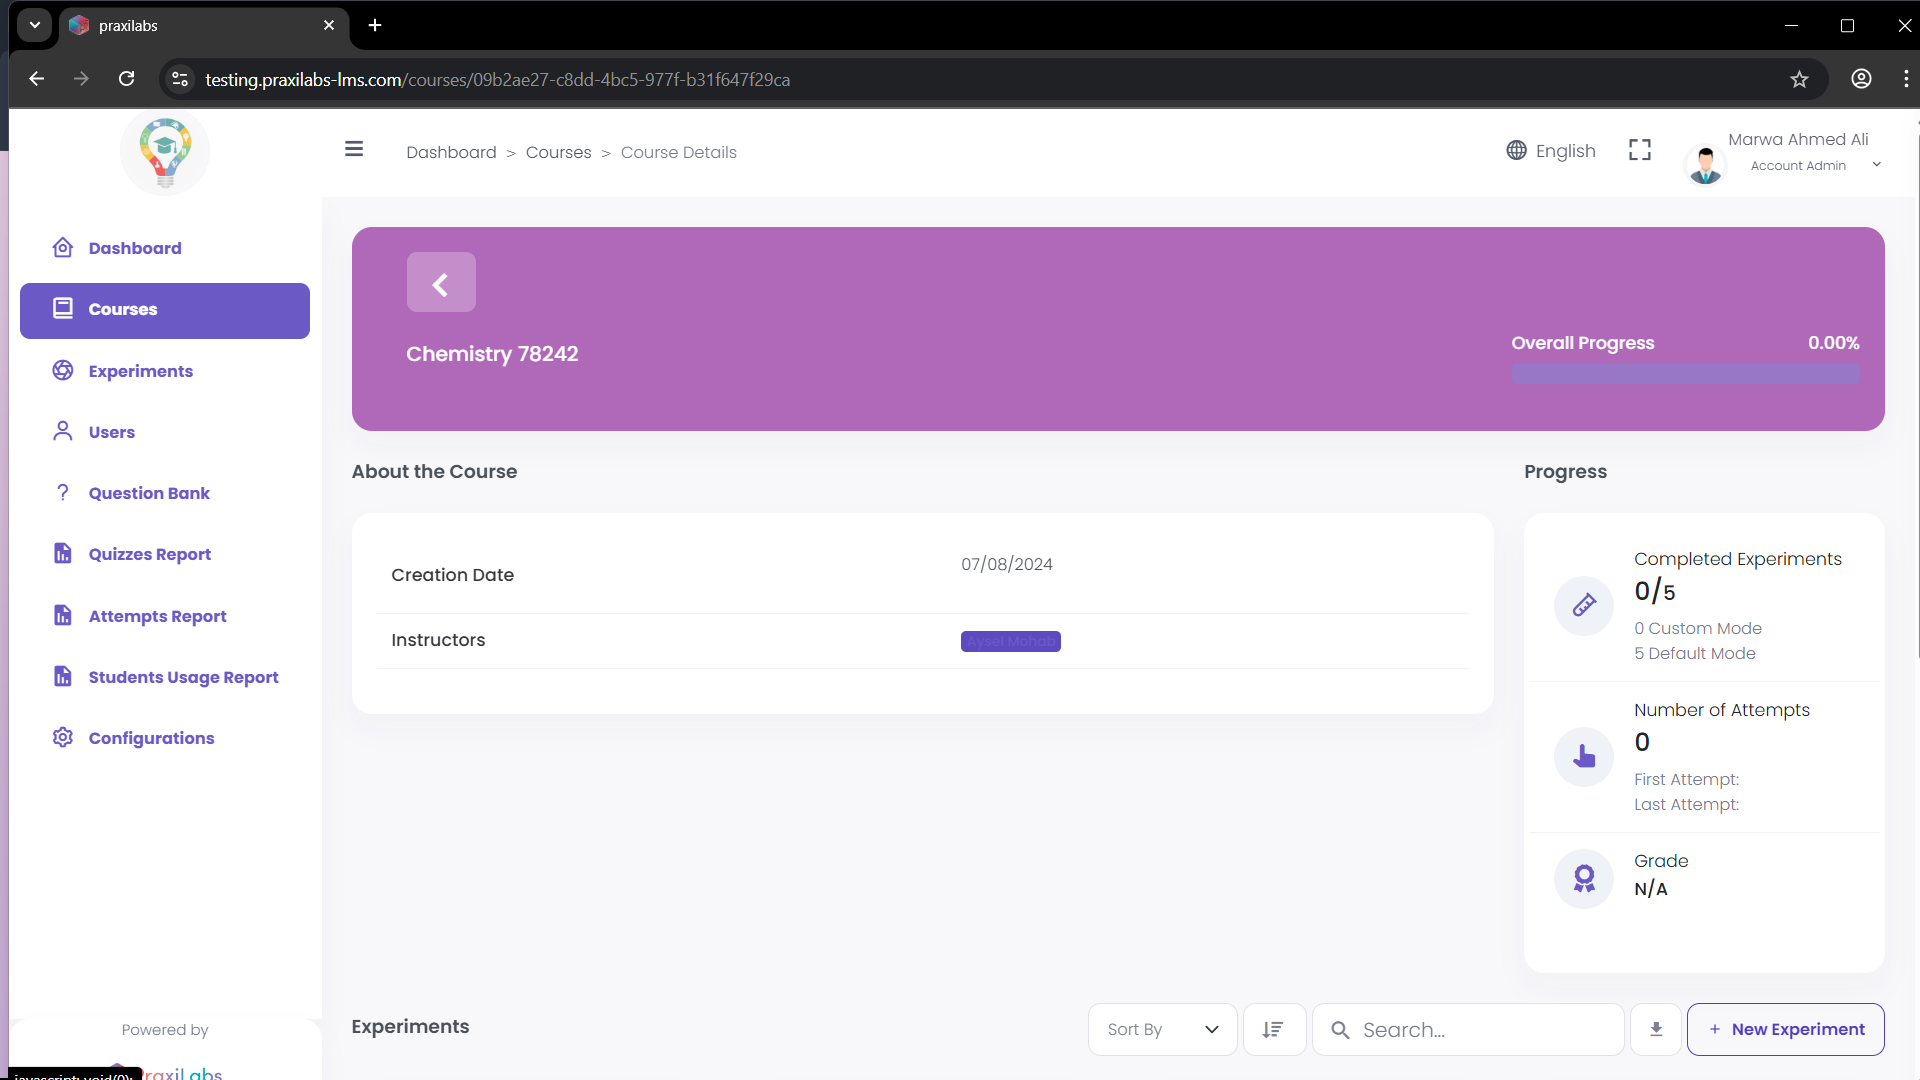 praxilabs
testing.praxilabs-lms.com/courses/09b2ae27-c8dd-4bc5-977f-b31f647f29ca
Dashboard > Courses > Course Details
English
Marwa Ahmed Ali
Account Admin
Dashboard
Courses
Experiments
Users
? Question Bank
Quizzes Report
Attempts Report
Students Usage Report
Configurations
Powered by
PraxiLabs
javascript:void(0);
Chemistry 78242
Overall Progress 0.00%
About the Course
Creation Date 07/08/2024
Instructors Aysel Mohab
Progress
Completed Experiments
0/5
0 Custom Mode
5 Default Mode
Number of Attempts
0
First Attempt:
Last Attempt:
Grade
N/A
Experiments
Sort By
Search...
+ New Experiment